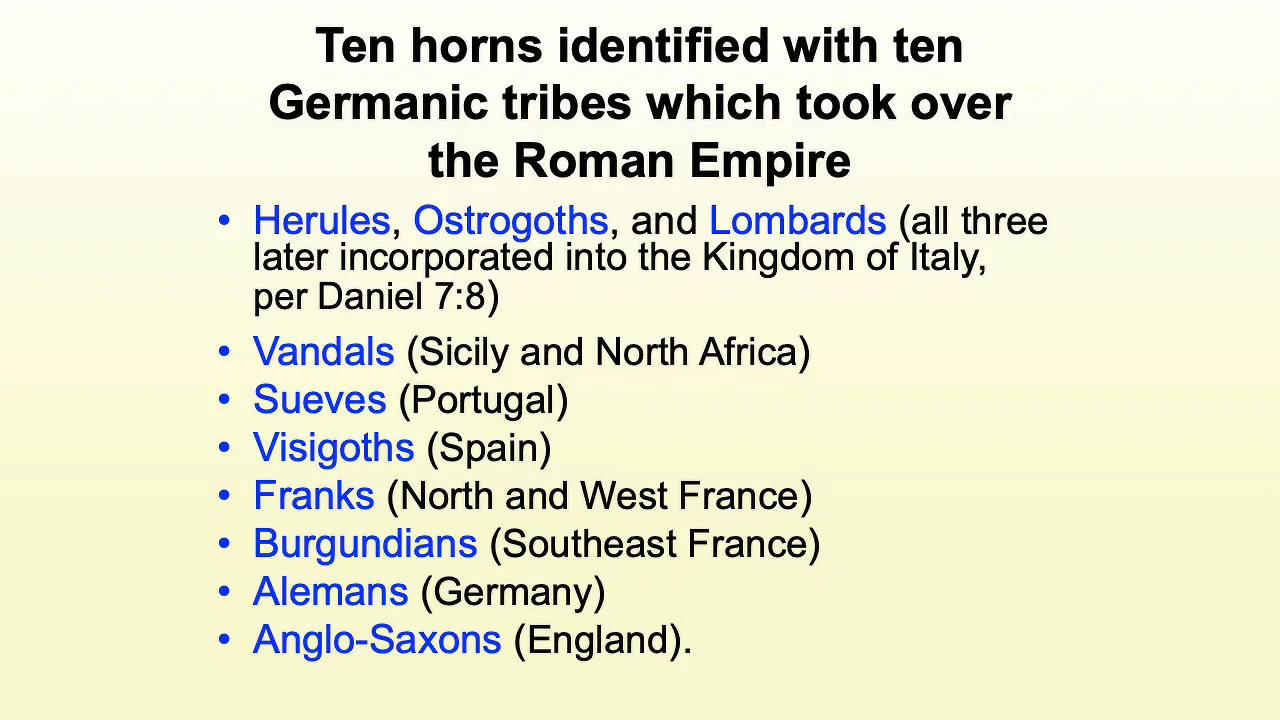 Ten horns identified with ten
Germanic tribes which took over
the Roman Empire
• Herules, Ostrogoths, and Lombards (all three
later incorporated into the Kingdom of Italy,
per Daniel 7:8)
• Vandals (Sicily and North Africa)
• Sueves (Portugal)
• Visigoths (Spain)
• Franks (North and West France)
• Burgundians (Southeast France)
• Alemans (Germany)
• Anglo-Saxons (England).